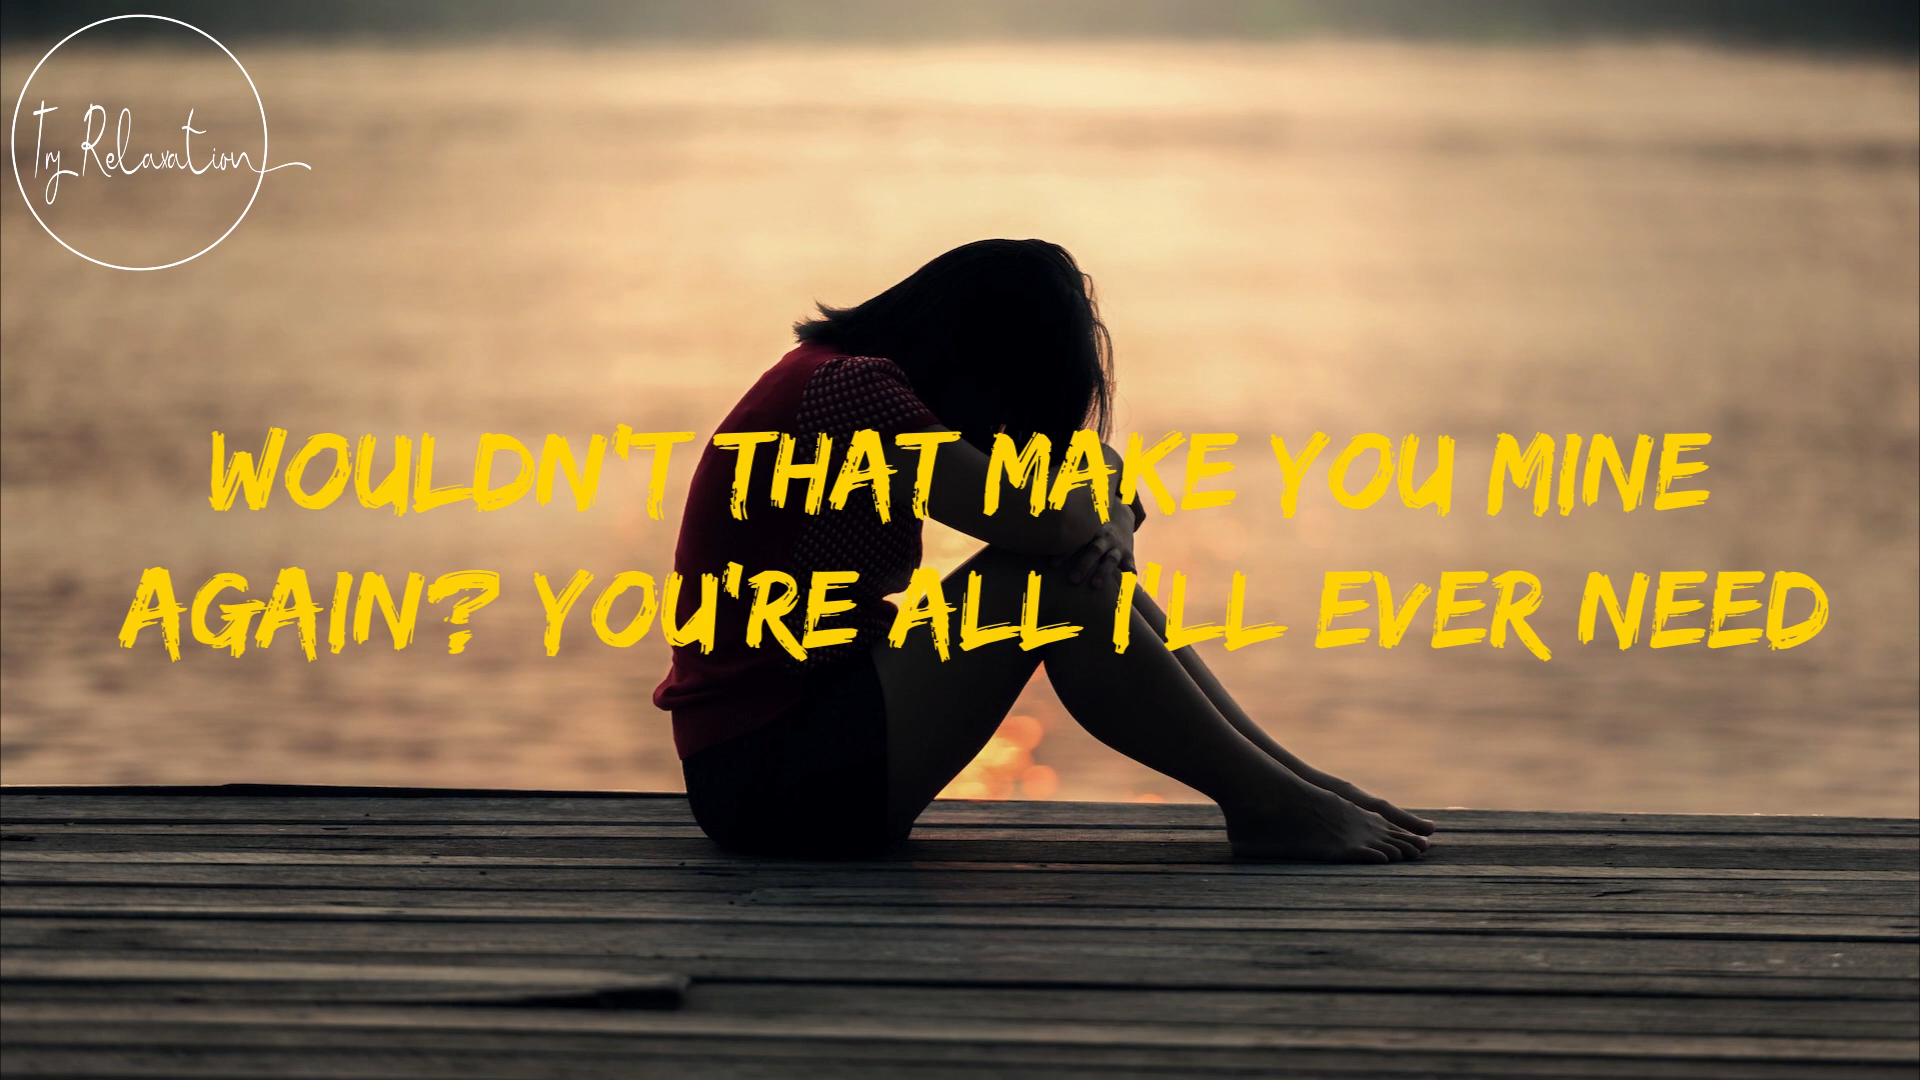 Try Relaxation
WOULDN'T THAT MAKE YOU MINE
AGAIN? YOU'RE ALL I'LL EVER NEED